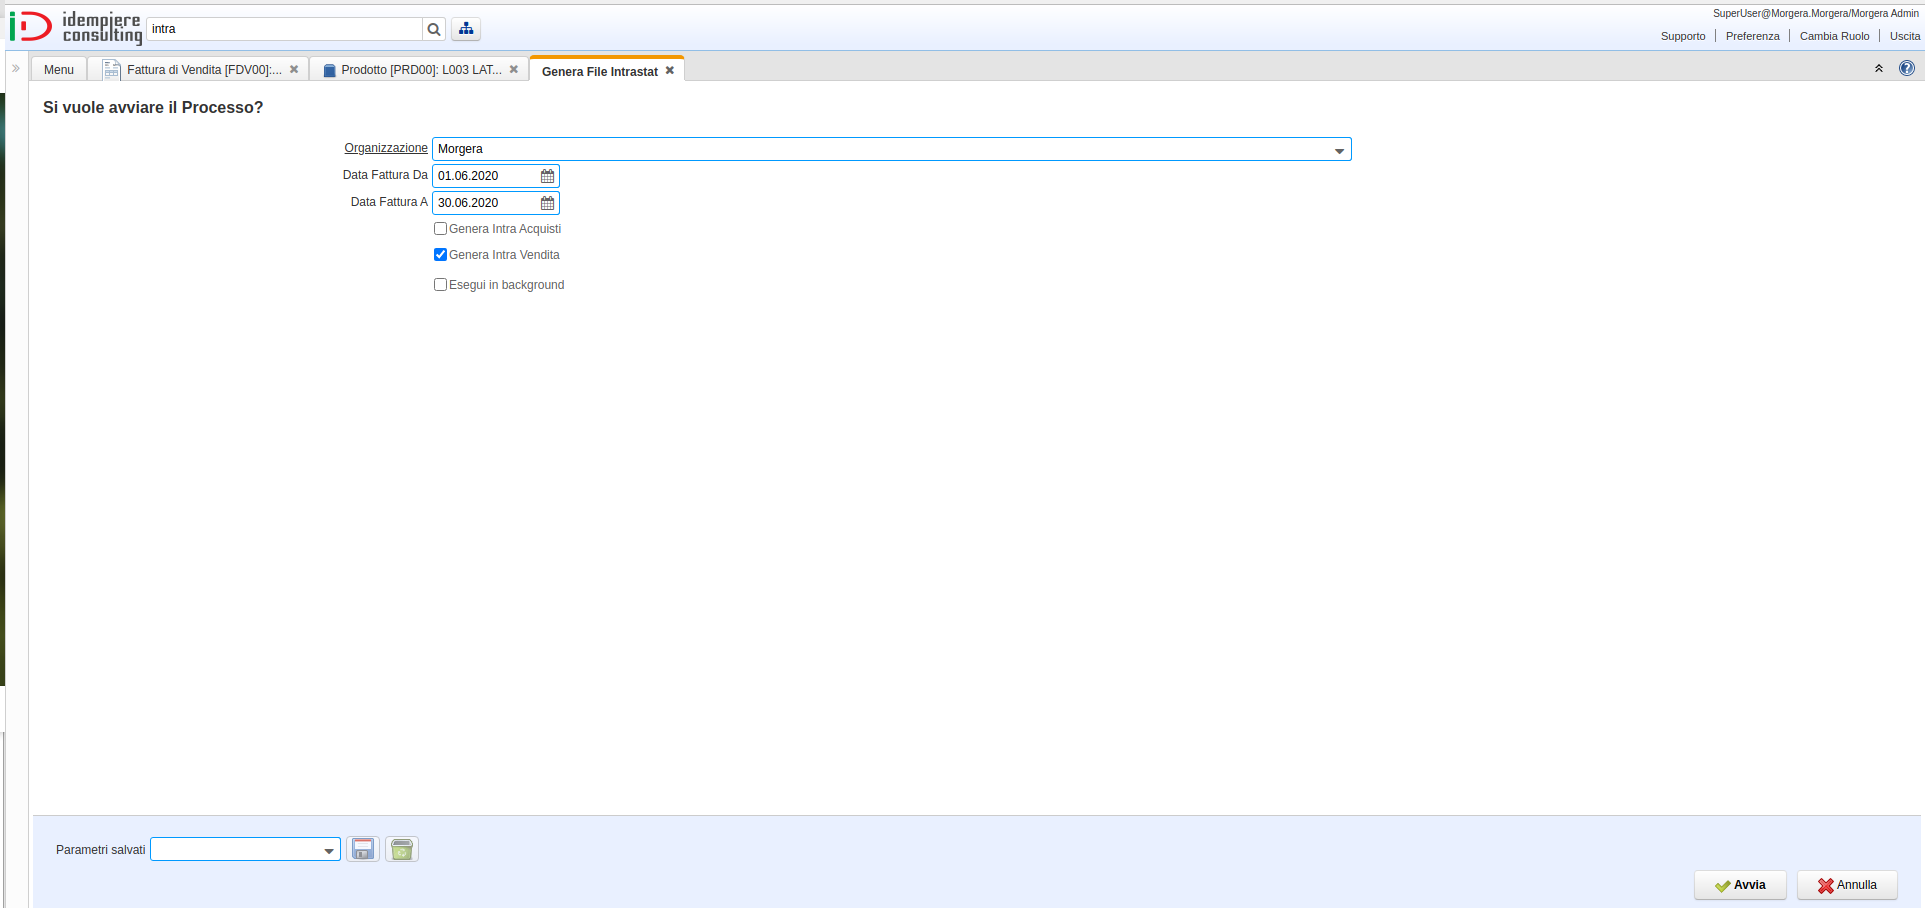 idempiere
consulting
intra
SuperUser@Morgera.Morgera/Morgera Admin
Supporto
Preferenza
Cambia Ruolo
Uscita
Menu
Fattura di Vendita [FDV00]:...
Prodotto [PRD00]: L003 LAT...
Genera File Intrastat
Si vuole avviare il Processo?
Organizzazione
Morgera
Data Fattura Da
01.06.2020
Data Fattura A
30.06.2020
Genera Intra Acquisti
Genera Intra Vendita
Esegui in background
Parametri salvati
Avvia
Annulla